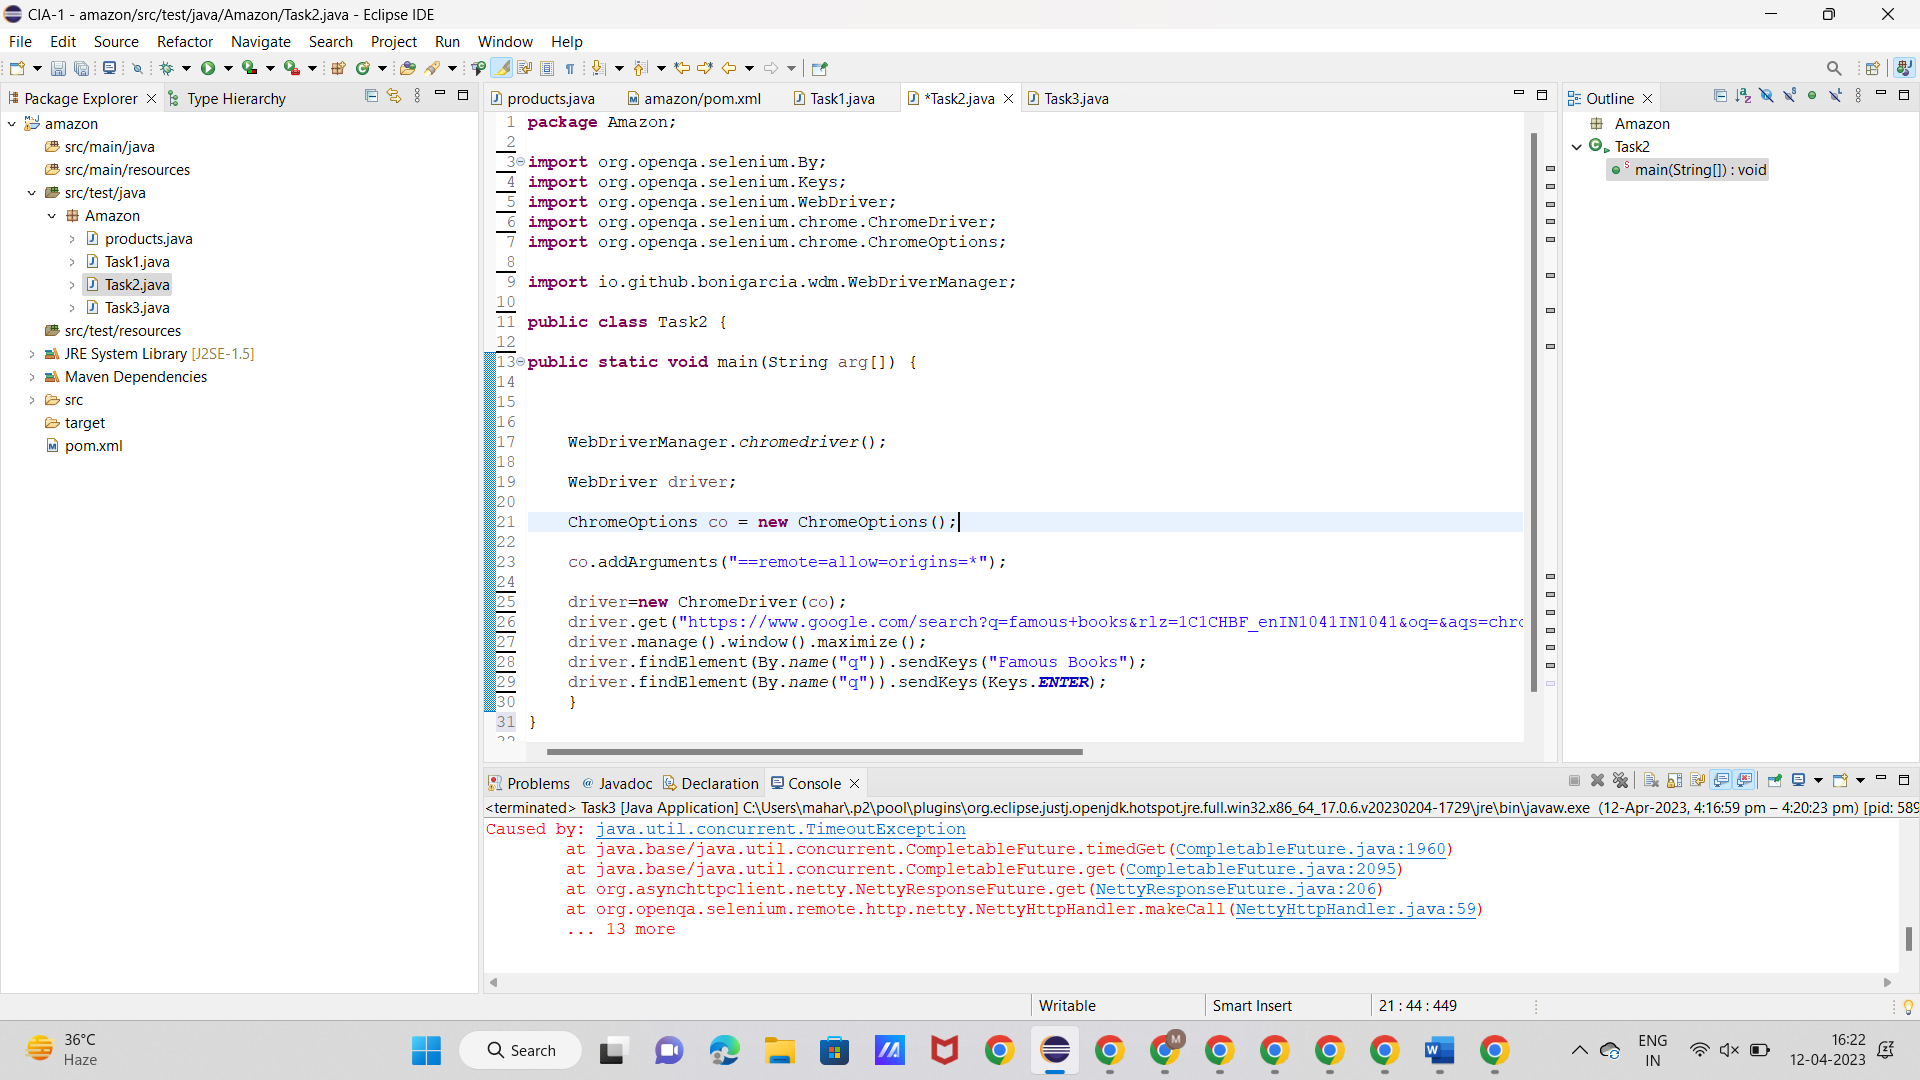 CIA-1 - amazon/src/test/java/Amazon/Task2.java - Eclipse IDE
File Edit Source Refactor Navigate Search Project Run Window Help
Package Explorer
Type Hierarchy
amazon
src/main/java
src/main/resources
src/test/java
Amazon
products.java
Task1.java
Task2.java
Task3.java
src/test/resources
JRE System Library [J2SE-1.5]
Maven Dependencies
src
target
pom.xml
products.java amazon/pom.xml Task1.java *Task2.java Task3.java
1 package Amazon;
2
3 import org.openqa.selenium.By;
4 import org.openqa.selenium.Keys;
5 import org.openqa.selenium.WebDriver;
6 import org.openqa.selenium.chrome.ChromeDriver;
7 import org.openqa.selenium.chrome.ChromeOptions;
8
9 import io.github.bonigarcia.wdm.WebDriverManager;
10
11 public class Task2 {
12
13 public static void main(String arg[]) {
14
15
16
17 WebDriverManager.chromedriver();
18
19 WebDriver driver;
20
21 ChromeOptions co = new ChromeOptions();
22
23 co.addArguments("==remote=allow=origins=*");
24
25 driver=new ChromeDriver(co);
26 driver.get("https://www.google.com/search?q=famous+books&rlz=1C1CHBF_enIN1041IN1041&oq=&aqs=chro
27 driver.manage().window().maximize();
28 driver.findElement(By.name("q")).sendKeys("Famous Books");
29 driver.findElement(By.name("q")).sendKeys(Keys.ENTER);
30 }
31 }
Outline
Amazon
Task2
main(String[]) : void
Problems @ Javadoc Declaration Console
<terminated> Task3 [Java Application] C:\Users\mahar\.p2\pool\plugins\org.eclipse.justj.openjdk.hotspot.jre.full.win32.x86_64_17.0.6.v20230204-1729\jre\bin\javaw.exe (12-Apr-2023, 4:16:59 pm – 4:20:23 pm) [pid: 589
Caused by: java.util.concurrent.TimeoutException
at java.base/java.util.concurrent.CompletableFuture.timedGet(CompletableFuture.java:1960)
at java.base/java.util.concurrent.CompletableFuture.get(CompletableFuture.java:2095)
at org.asynchttpclient.netty.NettyResponseFuture.get(NettyResponseFuture.java:206)
at org.openqa.selenium.remote.http.netty.NettyHttpHandler.makeCall(NettyHttpHandler.java:59)
... 13 more
Writable Smart Insert 21 : 44 : 449
36°C
Haze
Search
M
ENG
IN
16:22
12-04-2023